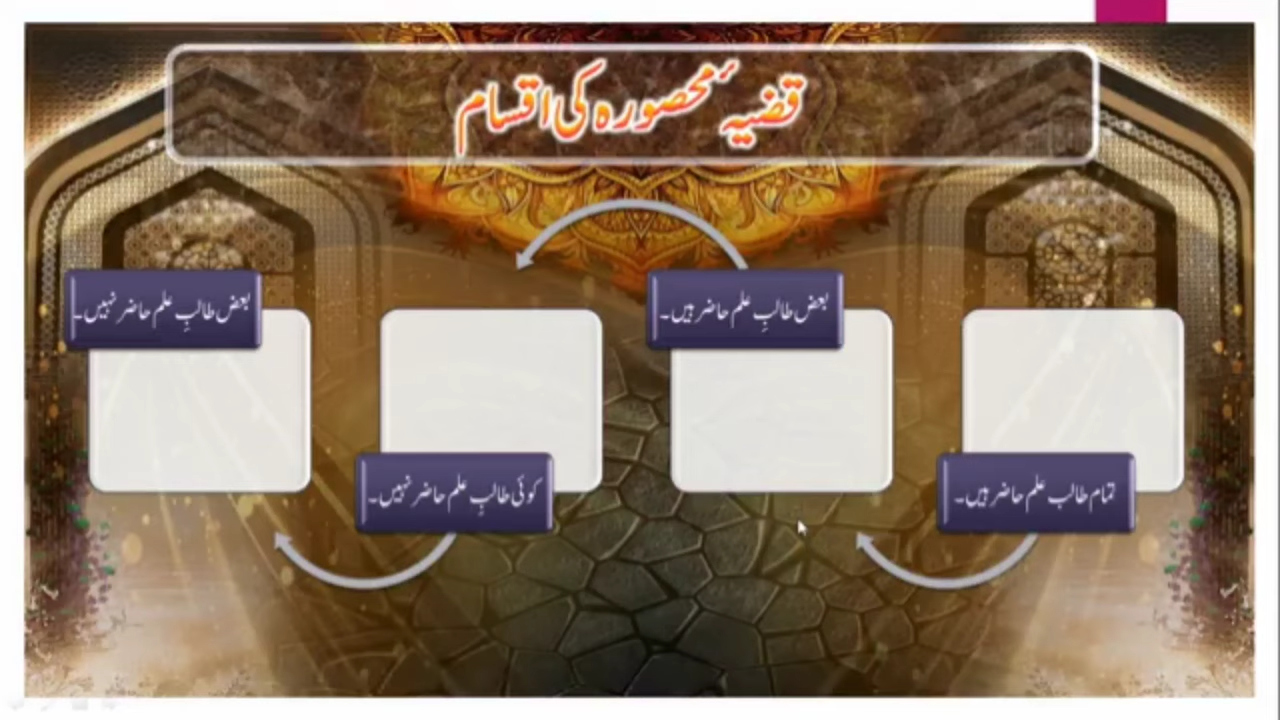 قضیۂ محصورہ کی اقسام
تمام طالب علم حاضر ہیں۔
بعض طالبِ علم حاضر ہیں۔
کوئی طالبِ علم حاضر نہیں۔
بعض طالبِ علم حاضر نہیں۔